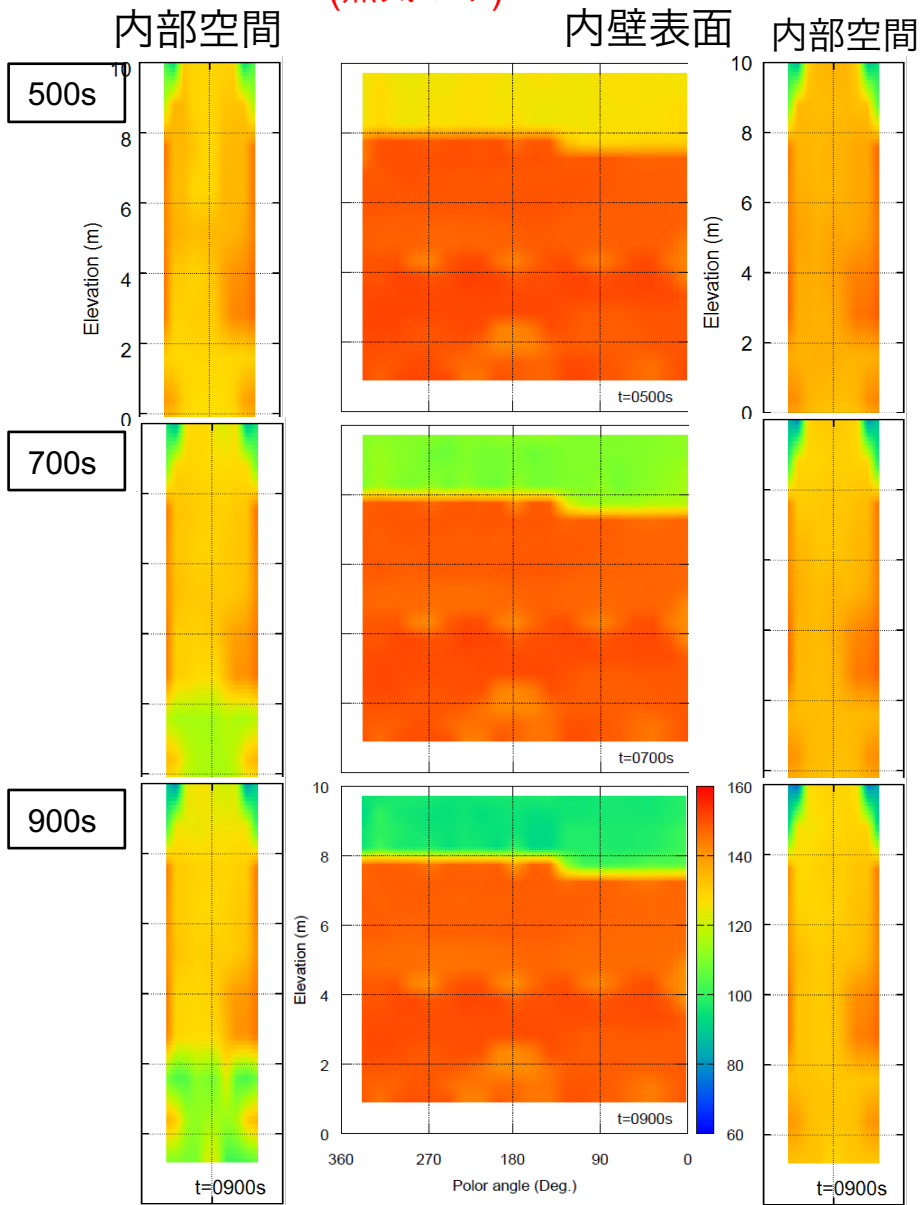 内部空間
内壁表面
内部空間
500s
10
8
6
4
2
0
Elevation (m)
t=0500s
10
8
6
4
2
0
Elevation (m)
700s
t=0700s
900s
10
8
6
4
2
0
Elevation (m)
360
270
180
90
0
Polor angle (Deg.)
t=0900s
160
140
120
100
80
60
t=0900s
t=0900s